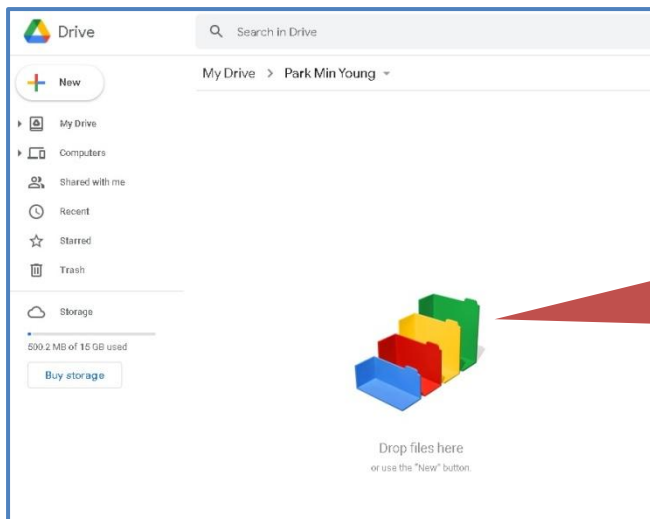 Drive
Search in Drive
New
My Drive > Park Min Young
My Drive
Computers
Shared with me
Recent
Starred
Trash
Storage
500.2 MB of 15 GB used
Buy storage
Drop files here
or use the "New" button.